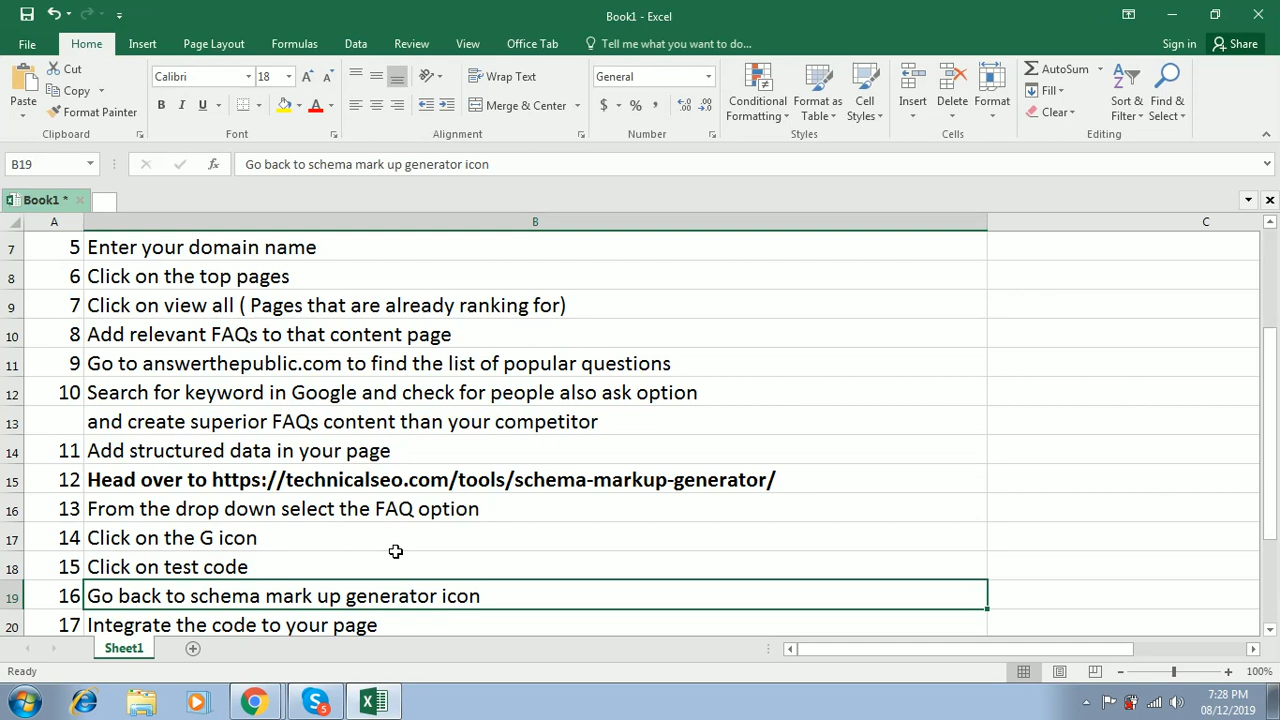 Book1 - Excel
File Home Insert Page Layout Formulas Data Review View Office Tab Tell me what you want to do... Sign in Share
Paste Cut Copy Format Painter
Calibri 18 A A B I U A
Wrap Text Merge & Center
General $ % ,
Conditional Formatting Format as Table Cell Styles
Insert Delete Format
AutoSum Fill Clear Sort & Filter Find & Select
Clipboard Font Alignment Number Styles Cells Editing
B19 fx Go back to schema mark up generator icon
Book1 *
A B C
7 5 Enter your domain name
8 6 Click on the top pages
9 7 Click on view all ( Pages that are already ranking for)
10 8 Add relevant FAQs to that content page
11 9 Go to answerthepublic.com to find the list of popular questions
12 10 Search for keyword in Google and check for people also ask option
13 and create superior FAQs content than your competitor
14 11 Add structured data in your page
15 12 Head over to https://technicalseo.com/tools/schema-markup-generator/
16 13 From the drop down select the FAQ option
17 14 Click on the G icon
18 15 Click on test code
19 16 Go back to schema mark up generator icon
20 17 Integrate the code to your page
Sheet1
Ready 100%
5 7:28 PM
08/12/2019